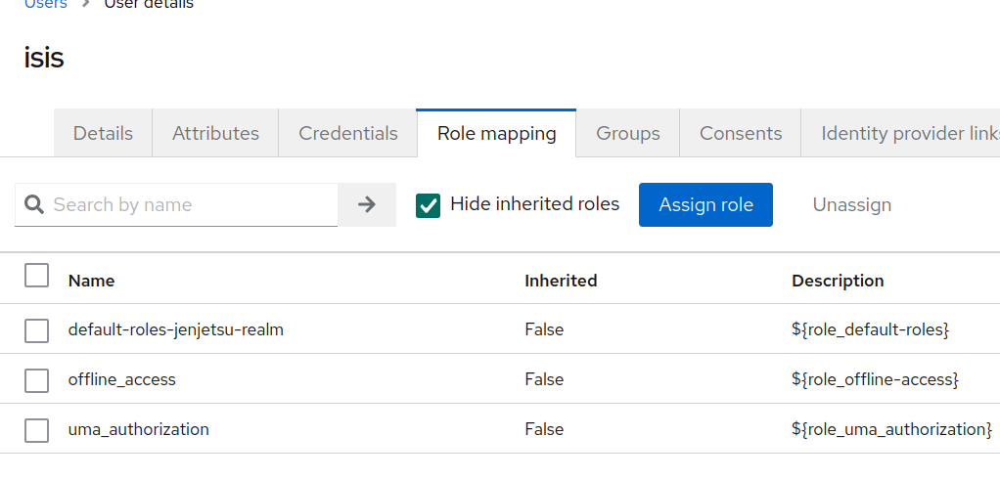 Users > User details
isis
Details Attributes Credentials Role mapping Groups Consents Identity provider links
Search by name Hide inherited roles Assign role Unassign
Name Inherited Description
default-roles-jenjetsu-realm False ${role_default-roles}
offline_access False ${role_offline-access}
uma_authorization False ${role_uma_authorization}